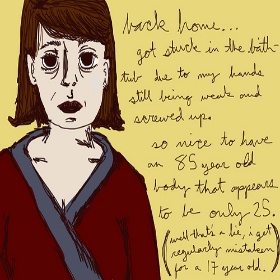 back home...
got stuck in the bath-
tub due to my hands
still being weak and
screwed up.
so nice to have
an 85 year old
body that appears
to be only 25.
(well that's a lie, i get
regularly mistaken
for a 17 year old.)